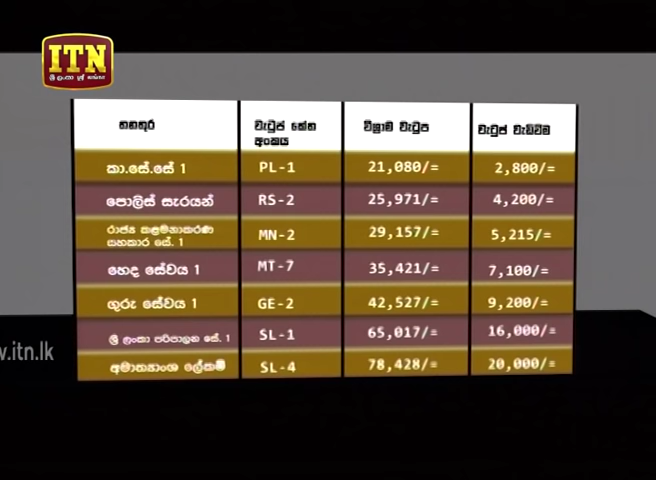 ITN
ශ්‍රී ලංකා ප්‍රථි නාමය
තනතුර
වැටුප් කේත
අංකය
විශ්‍රාම වැටුප
වැටුප් වැඩිවීම
කා.සේ.සේ 1 PL-1 21,080/= 2,800/=
පොලිස් සැරයන් RS-2 25,971/= 4,200/=
රාජ්‍ය කළමනාකරණ
සහකාර සේ. 1
MN-2 29,157/= 5,215/=
හෙද සේවය 1 MT-7 35,421/= 7,100/=
ගුරු සේවය 1 GE-2 42,527/= 9,200/=
ශ්‍රී ලංකා පරිපාලන සේ. 1 SL-1 65,017/= 16,000/=
අමාත්‍යාංශ ලේකම් SL-4 78,428/= 20,000/=
w.itn.lk